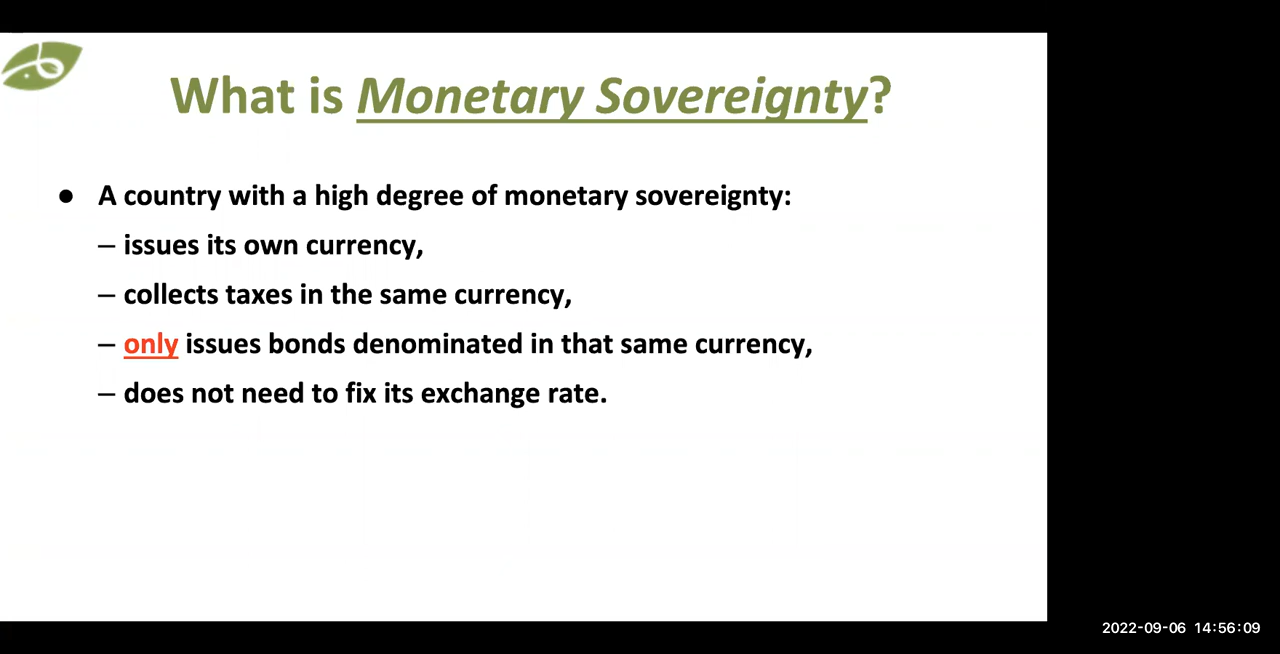 What is Monetary Sovereignty?
● A country with a high degree of monetary sovereignty:
– issues its own currency,
– collects taxes in the same currency,
– only issues bonds denominated in that same currency,
– does not need to fix its exchange rate.
2022-09-06 14:56:09